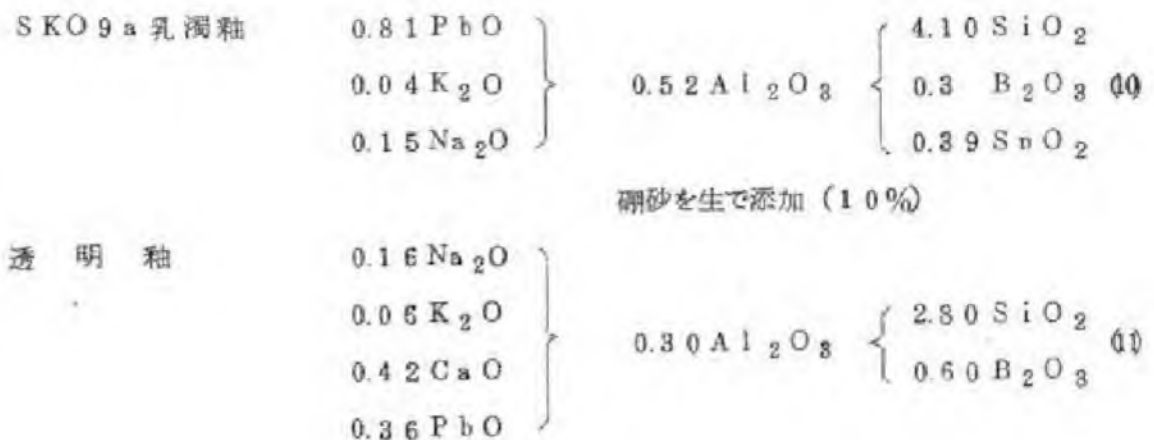 SK09a乳濁釉 0.81PbO 4.10SiO2
0.04K2O 0.52Al2O3 0.3 B2O3 (10)
0.15Na2O 0.39SnO2
硼砂を生で添加(10%)
透明釉 0.16Na2O
0.06K2O 2.80SiO2
0.30Al2O3 (11)
0.42CaO 0.60B2O3
0.36PbO